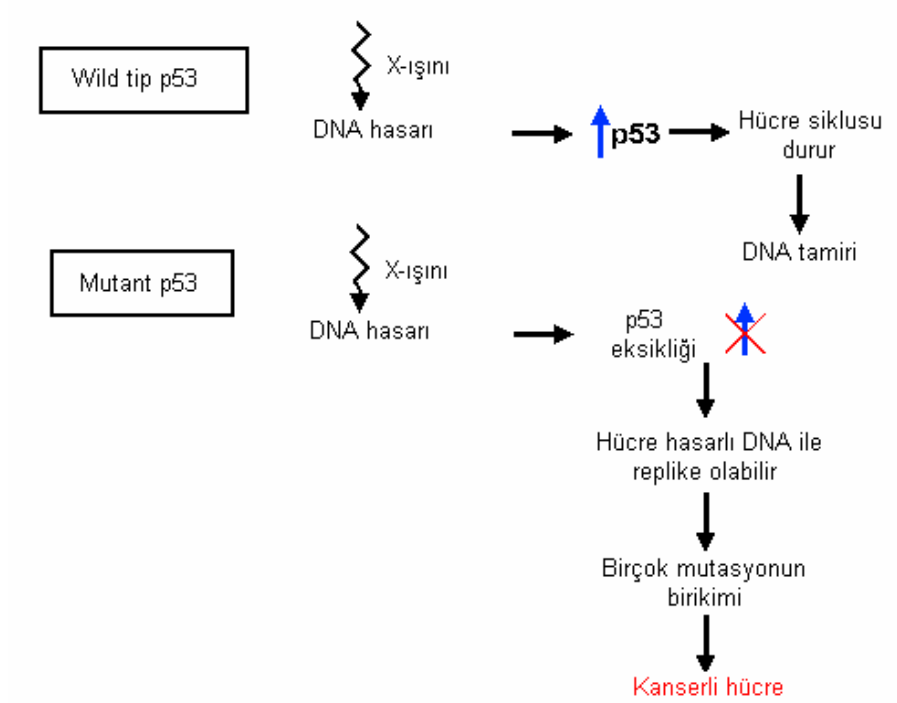 Wild tip p53
X-ışını
DNA hasarı
p53
Hücre siklusu
durur
DNA tamiri
Mutant p53
X-ışını
DNA hasarı
p53
eksikliği
Hücre hasarlı DNA ile
replike olabilir
Birçok mutasyonun
birikimi
Kanserli hücre